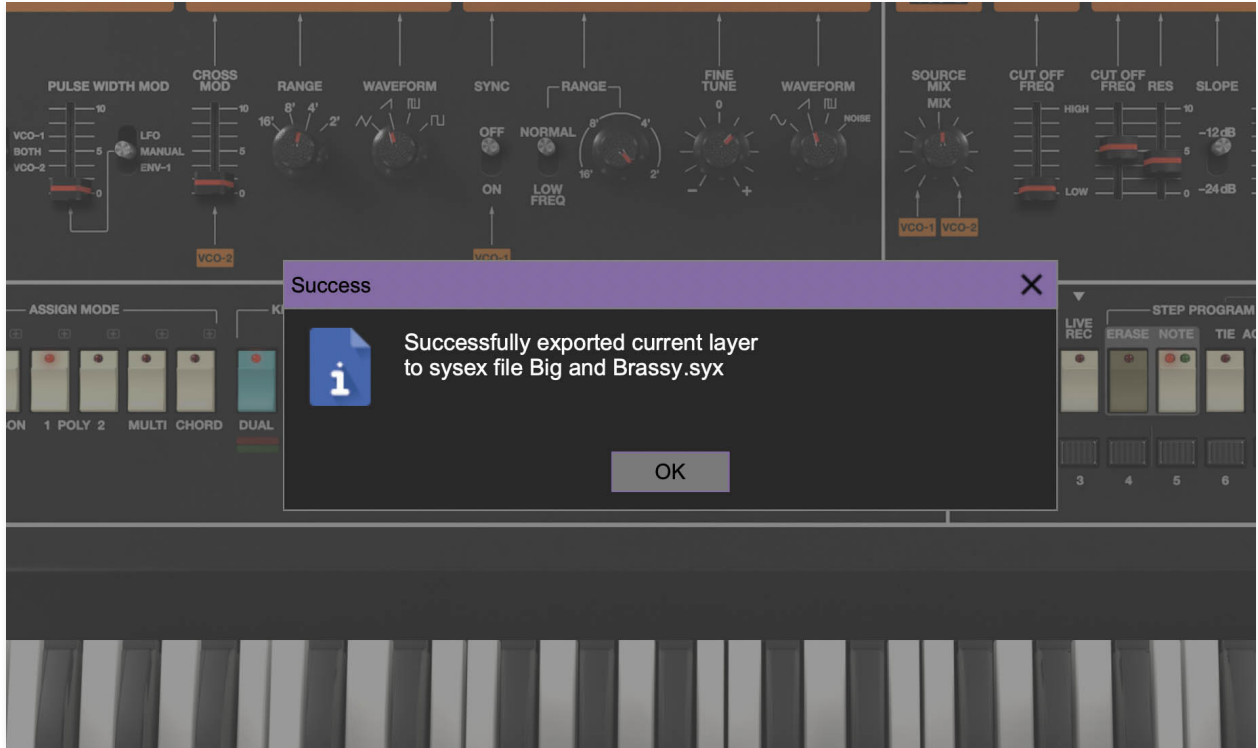 PULSE WIDTH MOD
CROSS
MOD
RANGE
WAVEFORM
SYNC
RANGE
FINE
TUNE
WAVEFORM
SOURCE
MIX
CUT OFF
FREQ
CUT OFF
FREQ
RES
SLOPE
10
VCO-1
BOTH
VCO-2
5
0
LFO
MANUAL
ENV-1
10
5
0
16' 8' 4' 2'
OFF
ON
NORMAL
LOW
FREQ
16' 8' 4' 2'
0
- +
NOISE
MIX
HIGH
LOW
10
5
0
-12 dB
-24 dB
VCO-2
VCO-1
VCO-1 VCO-2
ASSIGN MODE
1 POLY 2
MULTI
CHORD
DUAL
Success
Successfully exported current layer
to sysex file Big and Brassy.syx
OK
LIVE
REC
STEP PROGRAM
ERASE
NOTE
TIE
3 4 5 6